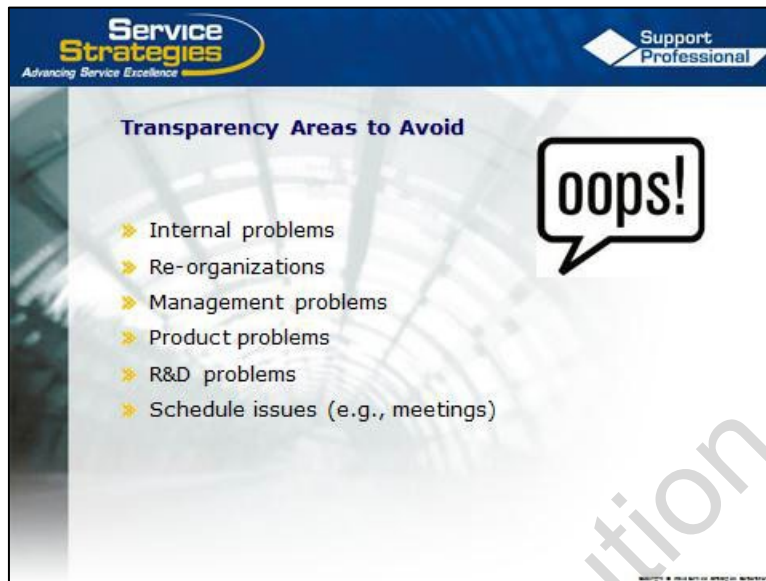 Service
Strategies
Advancing Service Excellence
Support
Professional
Transparency Areas to Avoid
oops!
Internal problems
Re-organizations
Management problems
Product problems
R&D problems
Schedule issues (e.g., meetings)